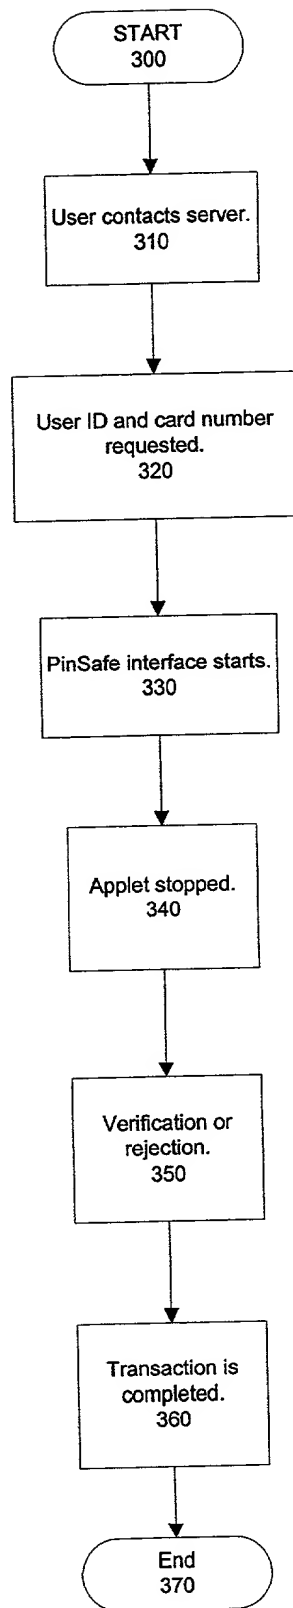 START
300
User contacts server.
310
User ID and card number
requested.
320
PinSafe interface starts.
330
Applet stopped.
340
Verification or
rejection.
350
Transaction is
completed.
360
End
370